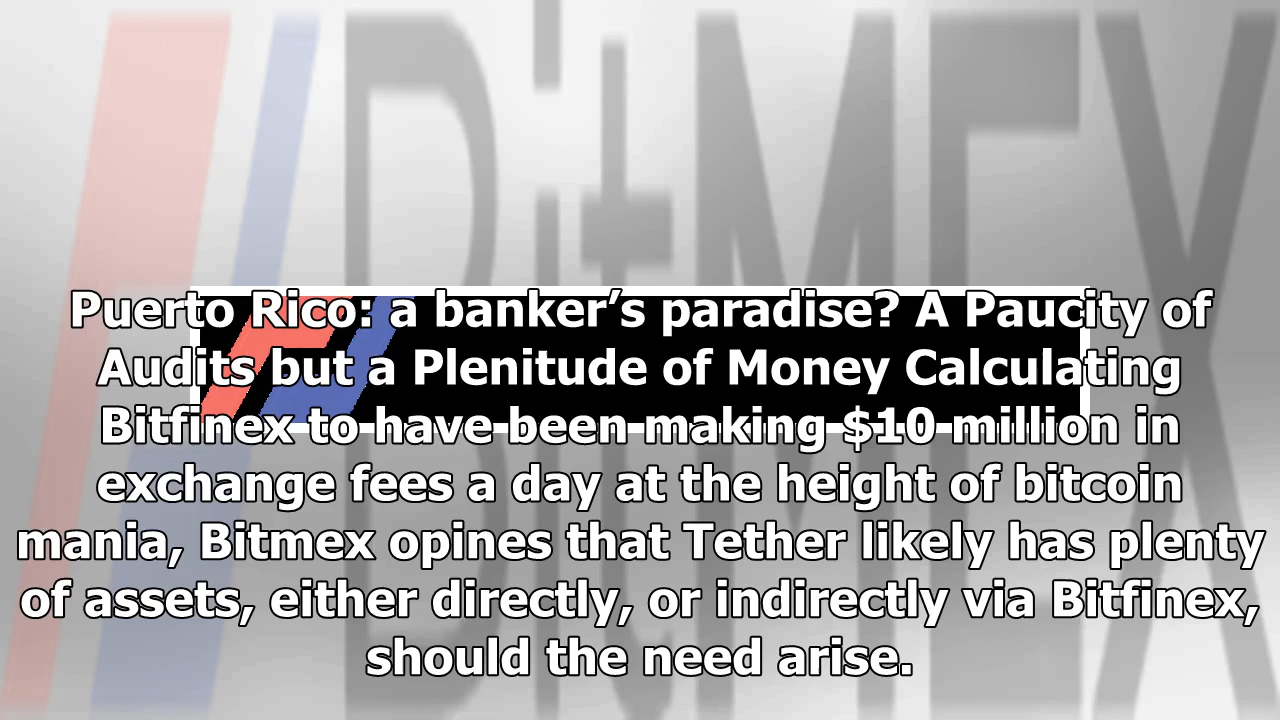 BitMEX
Puerto Rico: a banker’s paradise? A Paucity of
Audits but a Plenitude of Money Calculating
Bitfinex to have been making $10 million in
exchange fees a day at the height of bitcoin
mania, Bitmex opines that Tether likely has plenty
of assets, either directly, or indirectly via Bitfinex,
should the need arise.